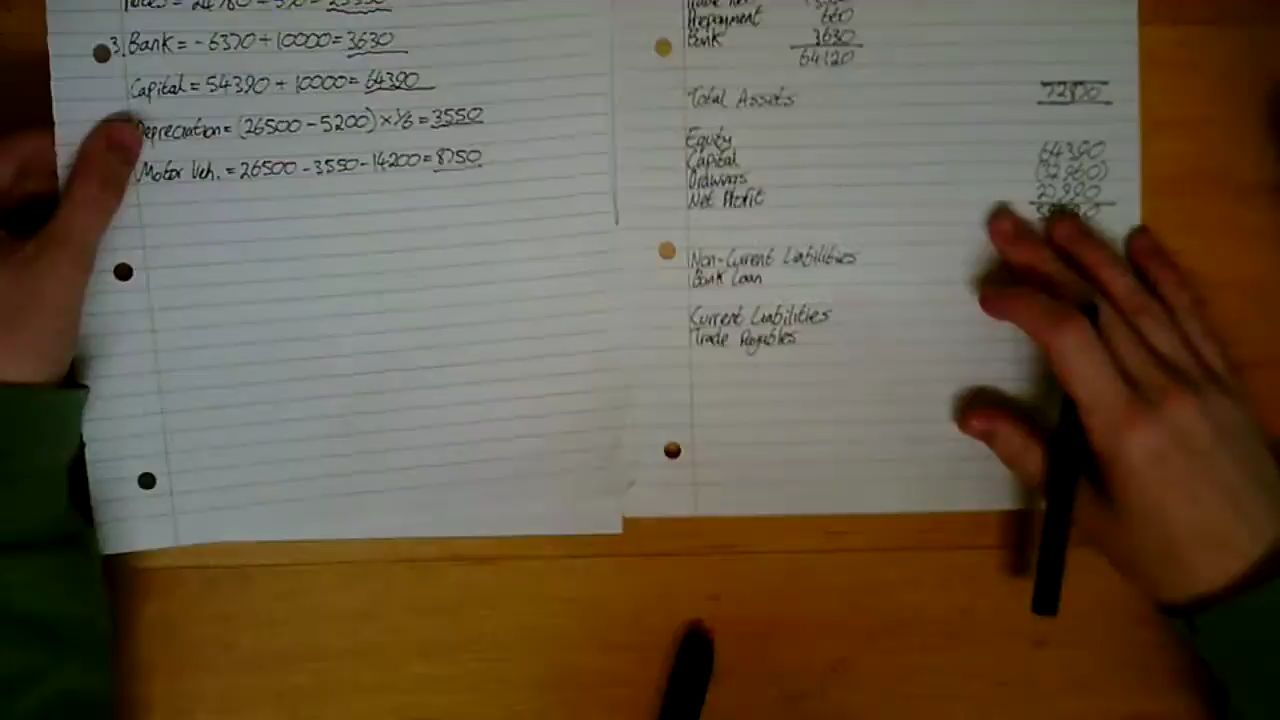 3. Bank = -6370 + 10000 = 3630
Capital = 54390 + 10000 = 64390
Depreciation = (26500 - 5200) × 1/6 = 3550
Motor Veh. = 26500 - 3550 - 14200 = 8750
Prepayment 660
Bank 3630
64120
Total Assets
Equity
Capital 64390
Drawings
Net Profit
Non-Current Liabilities
Bank Loan
Current Liabilities
Trade Payables